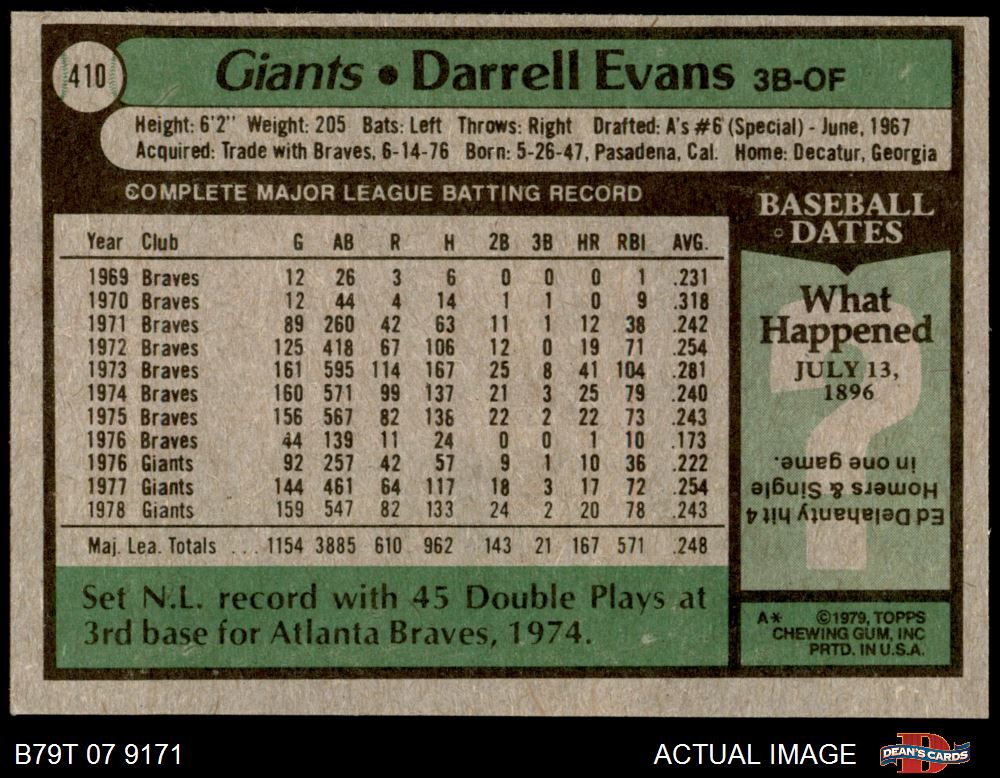 410
Giants • Darrell Evans 3B-OF
Height: 6'2" Weight: 205 Bats: Left Throws: Right Drafted: A's #6 (Special) - June, 1967
Acquired: Trade with Braves, 6-14-76 Born: 5-26-47, Pasadena, Cal. Home: Decatur, Georgia
COMPLETE MAJOR LEAGUE BATTING RECORD
Year Club G AB R H 2B 3B HR RBI AVG.
1969 Braves 12 26 3 6 0 0 0 1 .231
1970 Braves 12 44 4 14 1 1 0 9 .318
1971 Braves 89 260 42 63 11 1 12 38 .242
1972 Braves 125 418 67 106 12 0 19 71 .254
1973 Braves 161 595 114 167 25 8 41 104 .281
1974 Braves 160 571 99 137 21 3 25 79 .240
1975 Braves 156 567 82 138 22 2 22 73 .243
1976 Braves 44 139 11 24 0 0 1 10 .173
1976 Giants 92 257 42 57 9 1 10 36 .222
1977 Giants 144 461 64 117 18 3 17 72 .254
1978 Giants 159 547 82 133 24 2 20 78 .243
Maj. Lea. Totals ... 1154 3885 610 962 143 21 167 571 .248
Set N.L. record with 45 Double Plays at
3rd base for Atlanta Braves, 1974.
BASEBALL
DATES
What
Happened
JULY 13,
1896
?
Ed Delahanty hit 4
Homers & Single
in one game.
A* ©1979, TOPPS
CHEWING GUM, INC
PRTD. IN U.S.A.
B79T 07 9171
ACTUAL IMAGE
DEAN'S CARDS